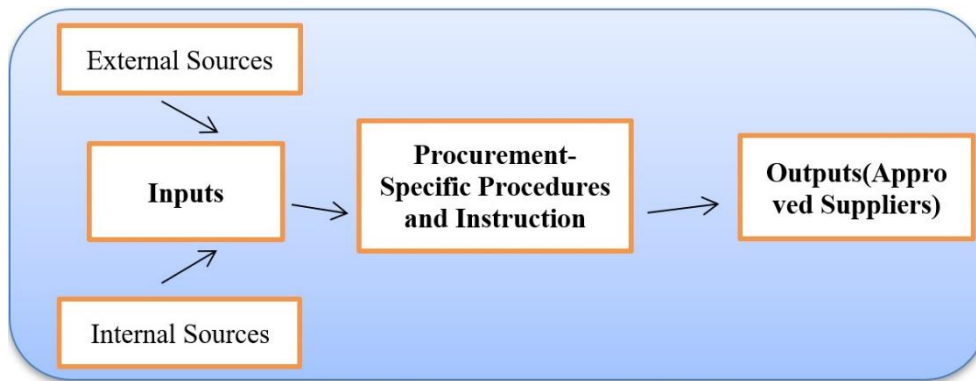 External Sources
Inputs
Internal Sources
Procurement-
Specific Procedures
and Instruction
Outputs(Appro
ved Suppliers)